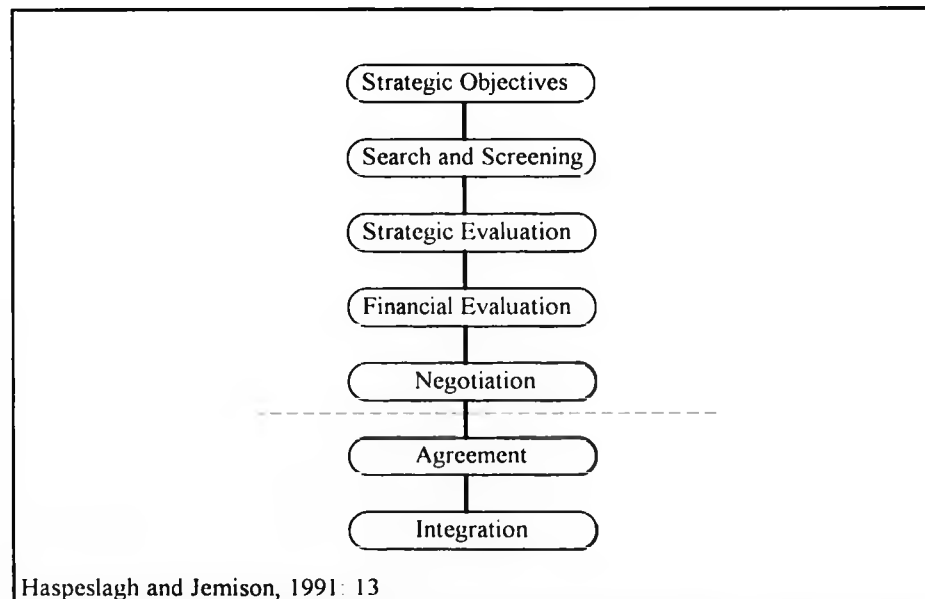 Strategic Objectives
Search and Screening
Strategic Evaluation
Financial Evaluation
Negotiation
Agreement
Integration
Haspeslagh and Jemison, 1991: 13